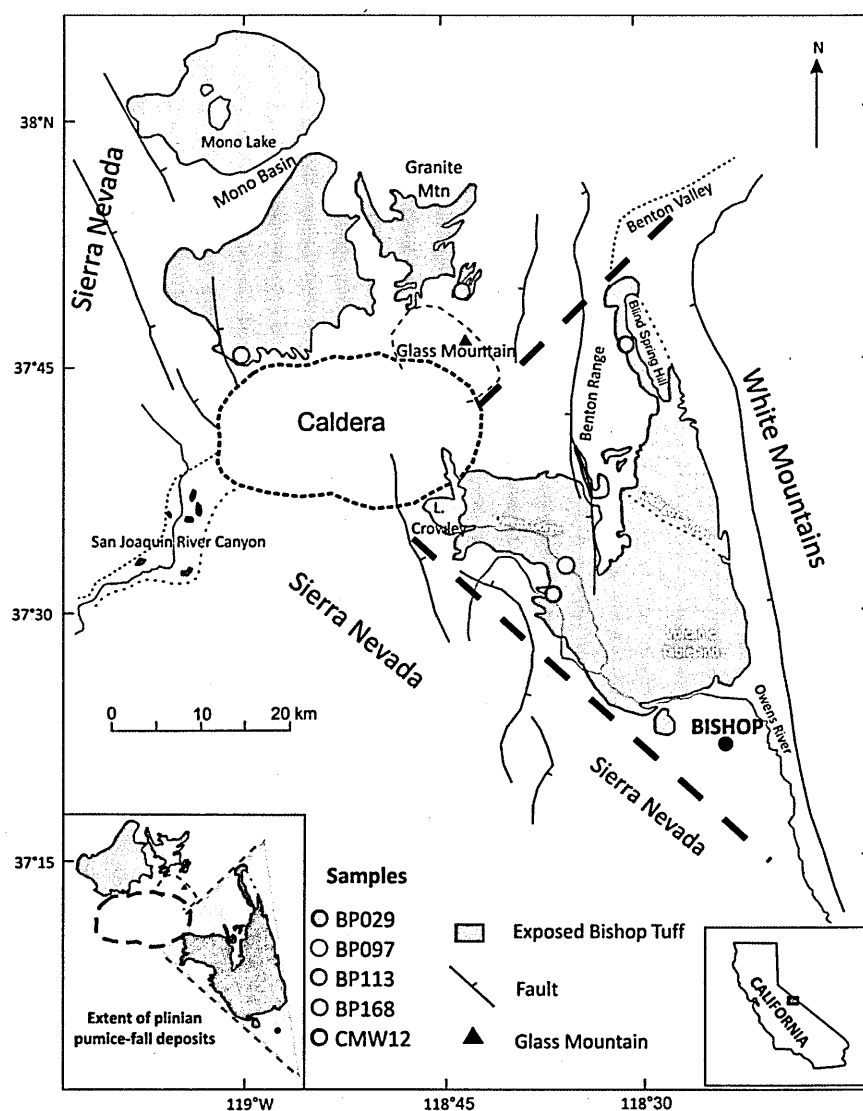 N
38°N
Mono Lake
Mono Basin
Granite
Mtn
Sierra Nevada
Benton Valley
Blind Spring Hill
37°45
Glass Mountain
Benton Range
White Mountains
Caldera
L.
Crowley
San Joaquin River Canyon
37°30
Sierra Nevada
0 10 20 km
BISHOP
Owens River
Sierra Nevada
37°15
Samples
BP029
BP097
BP113
BP168
CMW12
Exposed Bishop Tuff
Fault
Glass Mountain
Extent of plinian
pumice-fall deposits
CALIFORNIA
119°W
118°45
118°30